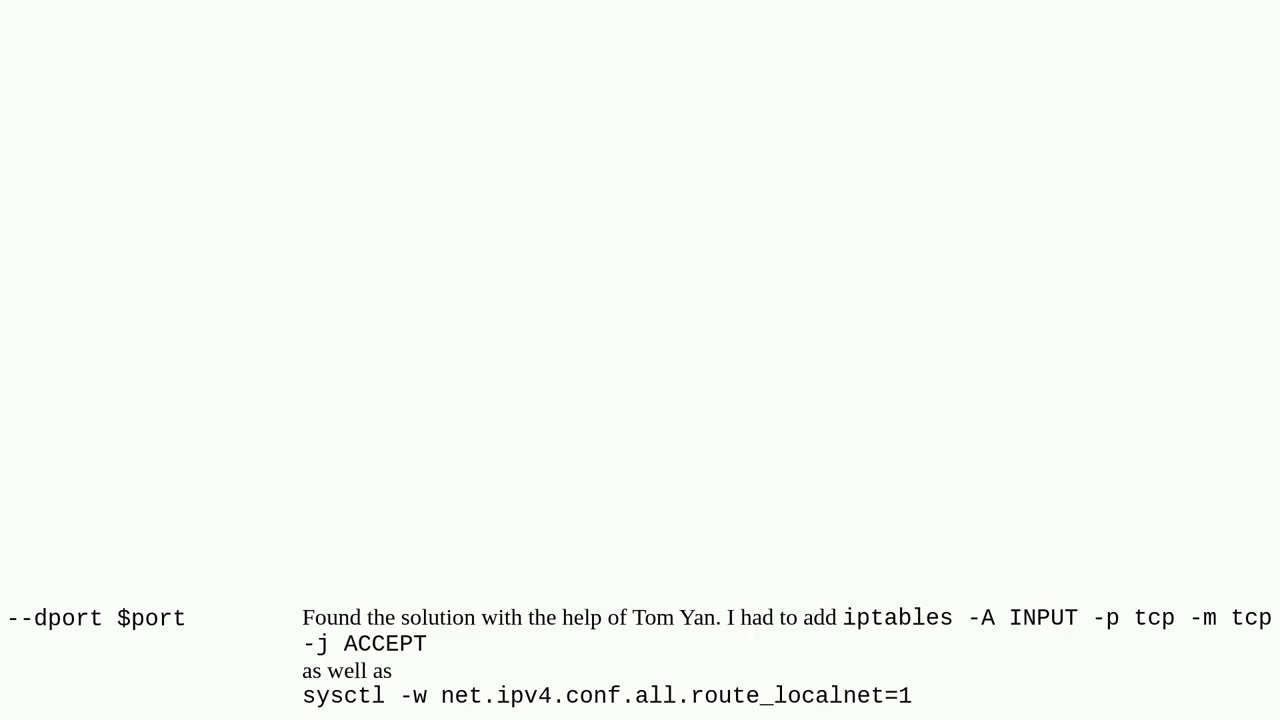 --dport $port
Found the solution with the help of Tom Yan. I had to add iptables -A INPUT -p tcp -m tcp
-j ACCEPT
as well as
sysctl -w net.ipv4.conf.all.route_localnet=1